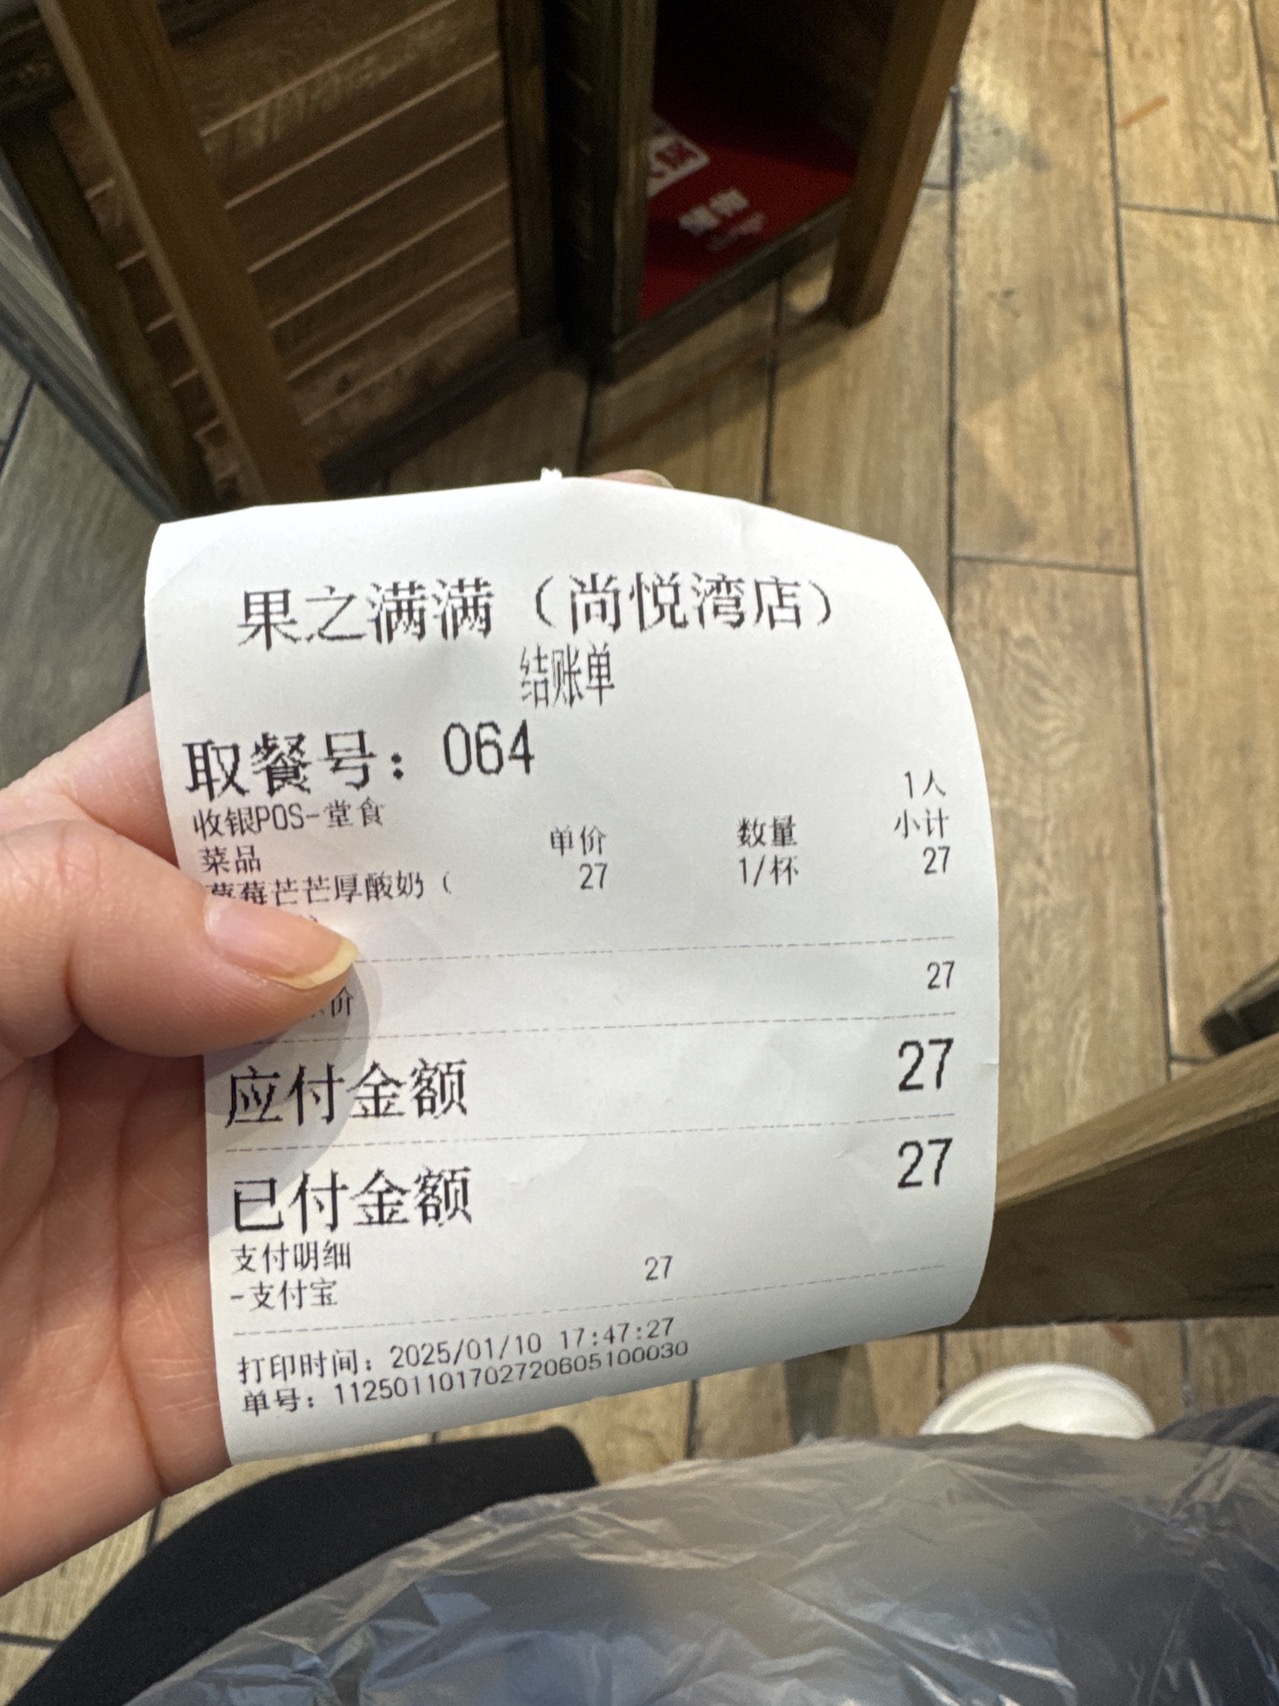 果之满满（尚悦湾店）
结账单
取餐号：064
1人
收银POS-堂食
菜品 单价 数量 小计
草莓芒芒厚酸奶（ 27 1/杯 27
27
应付金额 27
已付金额 27
支付明细
-支付宝 27
打印时间：2025/01/10 17:47:27
单号：11250110170272060510​0030